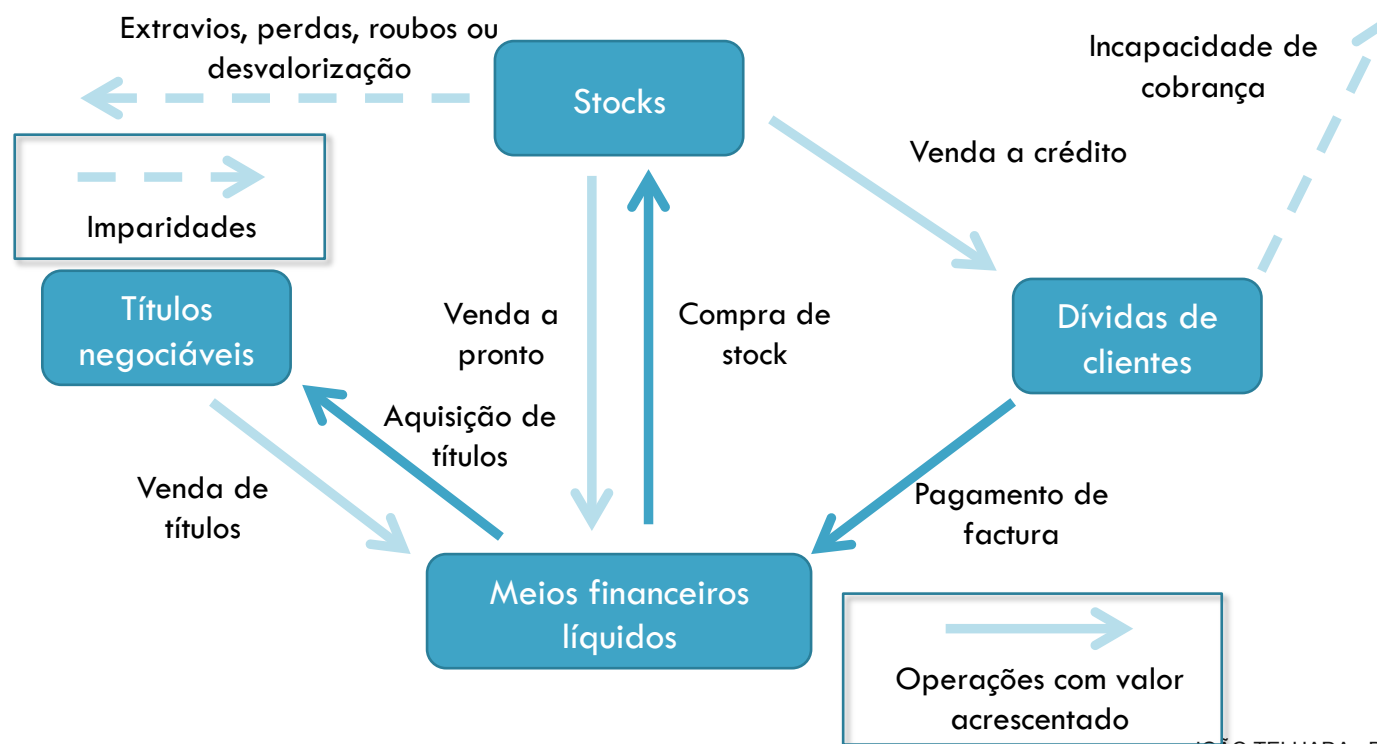 Extravios, perdas, roubos ou
desvalorização
Stocks
Incapacidade de
cobrança
Venda a crédito
Imparidades
Títulos
negociáveis
Venda a
pronto
Compra de
stock
Dívidas de
clientes
Aquisição de
títulos
Venda de
títulos
Pagamento de
factura
Meios financeiros
líquidos
Operações com valor
acrescentado